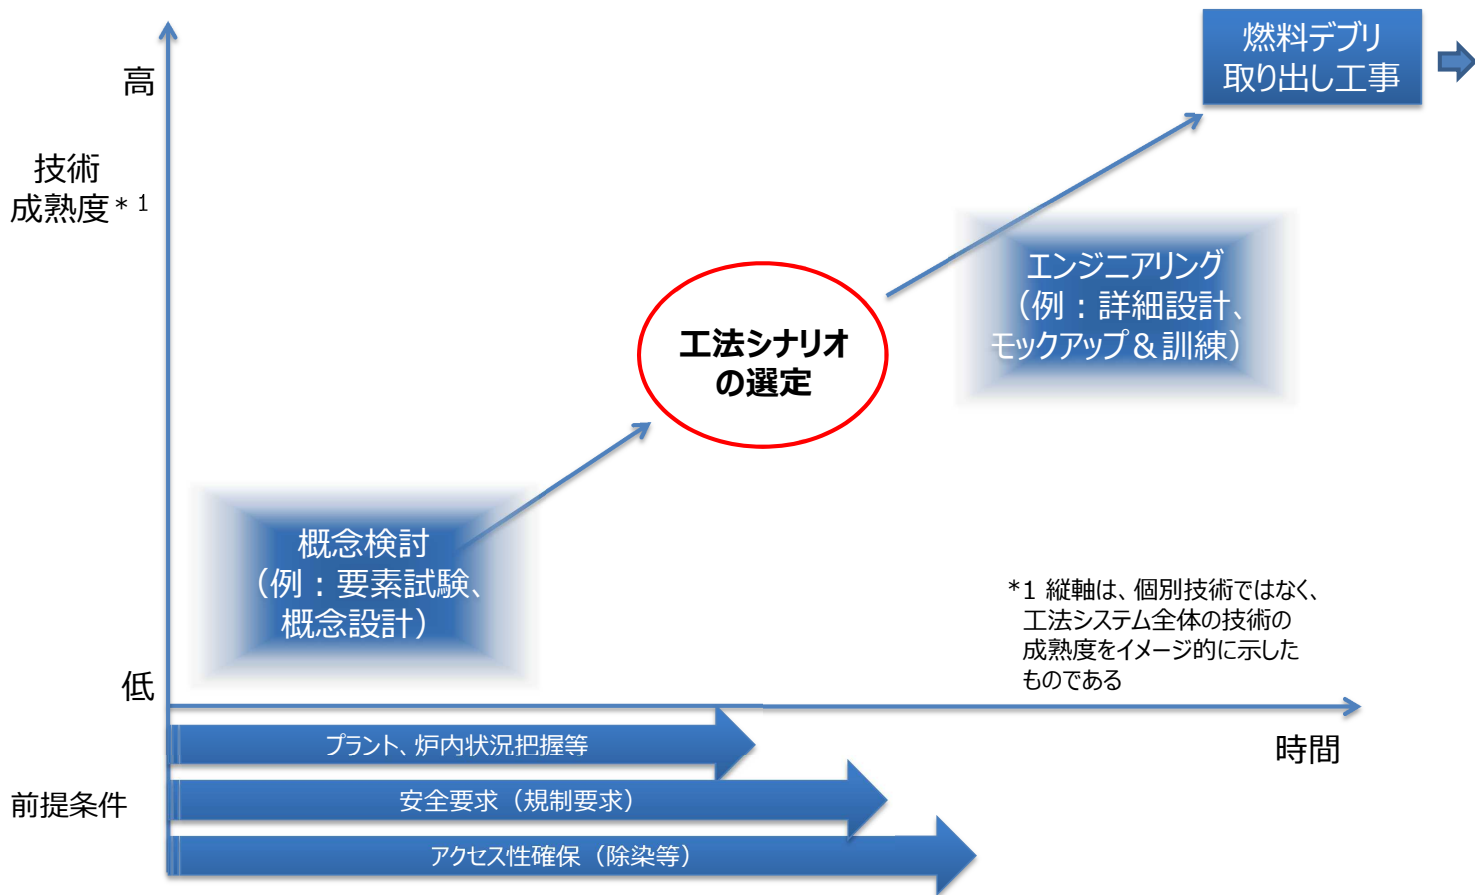 燃料デブリ
取り出し工事
高
技術
成熟度*1
エンジニアリング
（例：詳細設計、
モックアップ＆訓練）
工法シナリオ
の選定
概念検討
（例：要素試験、
概念設計）
*1 縦軸は、個別技術ではなく、
工法システム全体の技術の
成熟度をイメージ的に示した
ものである
低
時間
前提条件
プラント、炉内状況把握等
安全要求（規制要求）
アクセス性確保（除染等）